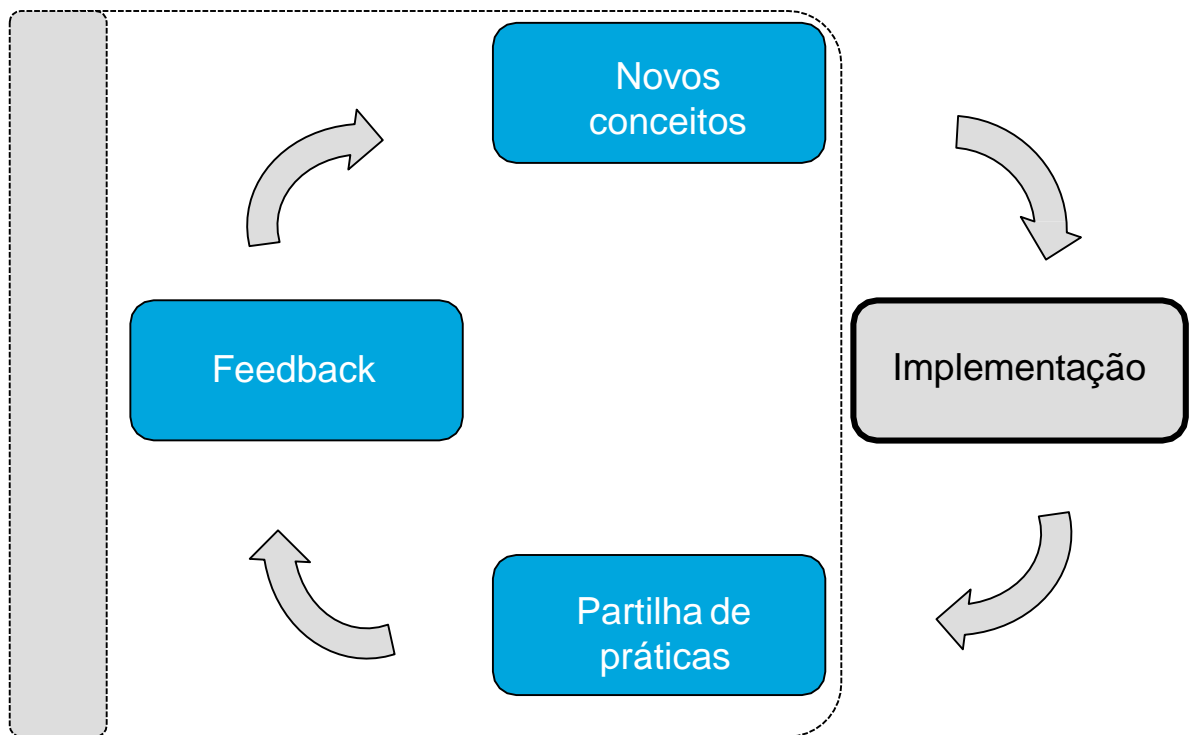 Novos
conceitos
Feedback
Implementação
Partilha de
práticas